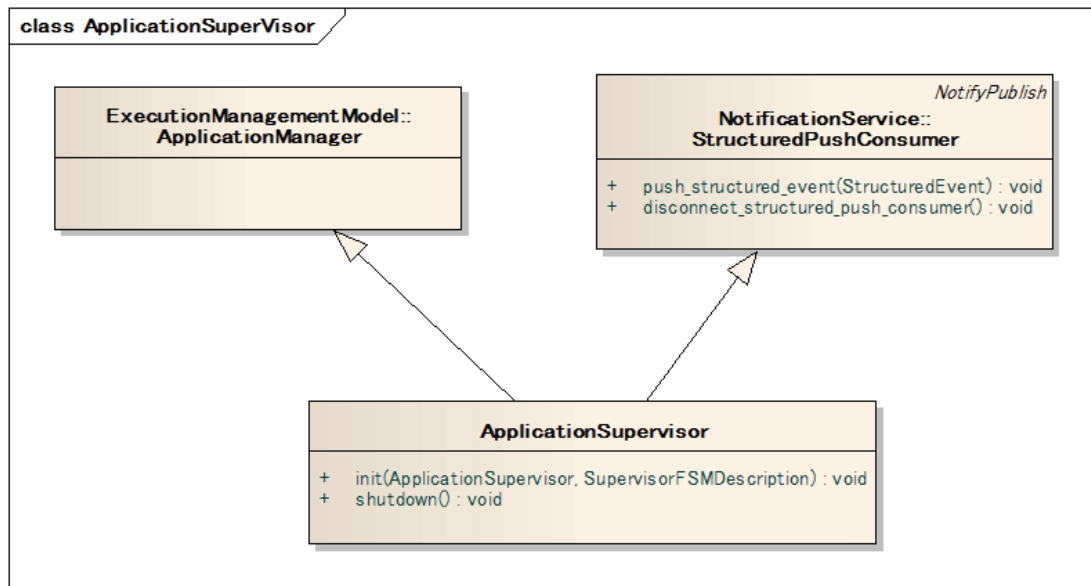 class ApplicationSuperVisor
ExecutionManagementModel::
ApplicationManager
NotifyPublish
NotificationService::
StructuredPushConsumer
+ push_structured_event(StructuredEvent) : void
+ disconnect_structured_push_consumer() : void
ApplicationSupervisor
+ init(ApplicationSupervisor, SupervisorFSMDescription) : void
+ shutdown() : void